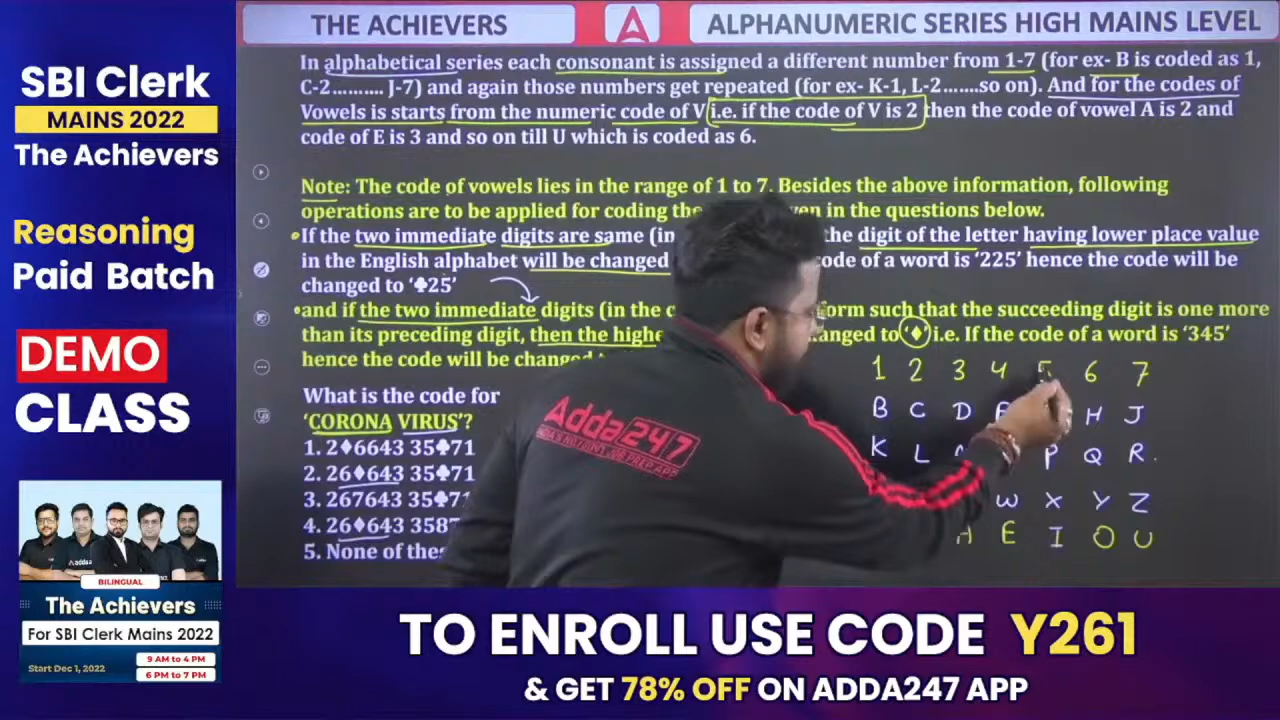 THE ACHIEVERS
ALPHANUMERIC SERIES HIGH MAINS LEVEL
SBI Clerk
MAINS 2022
The Achievers
Reasoning
Paid Batch
DEMO
CLASS
BILINGUAL
The Achievers
For SBI Clerk Mains 2022
Start Dec 1, 2022
9 AM to 4 PM
6 PM to 7 PM
In alphabetical series each consonant is assigned a different number from 1-7 (for ex- B is coded as 1,
C-2.......... J-7) and again those numbers get repeated (for ex- K-1, L-2.......so on). And for the codes of
Vowels is starts from the numeric code of V i.e. if the code of V is 2 then the code of vowel A is 2 and
code of E is 3 and so on till U which is coded as 6.
Note: The code of vowels lies in the range of 1 to 7. Besides the above information, following
operations are to be applied for coding the given in the questions below.
If the two immediate digits are same (in the digit of the letter having lower place value
in the English alphabet will be changed code of a word is '225' hence the code will be
changed to '♣25'
and if the two immediate digits (in the form such that the succeeding digit is one more
than its preceding digit, then the '♦' i.e. If the code of a word is '345'
hence the code will be
What is the code for
'CORONA VIRUS'?
1. 2♦6643 35♣71
2. 26♦643 35♣71
3. 267643 35♣71
4. 26♦643
5. None of
1 2 3 4 5 6 7
B C D H J
K L P Q R
W X Y Z
A E I O U
Adda247
TO ENROLL USE CODE Y261
& GET 78% OFF ON ADDA247 APP